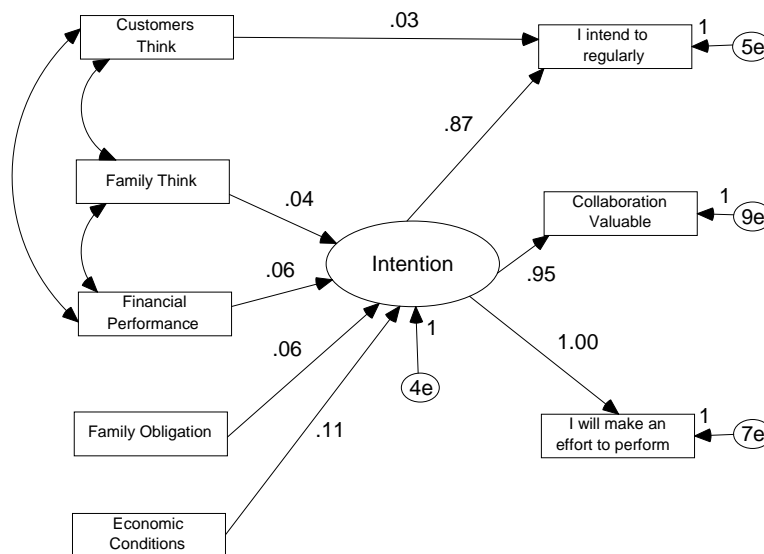 Customers
Think
.03
I intend to
regularly
1
5e
.87
Family Think
.04
Collaboration
Valuable
1
9e
Intention
.95
.06
Financial
Performance
.06
1
1.00
4e
Family Obligation
.11
I will make an
effort to perform
1
7e
Economic
Conditions